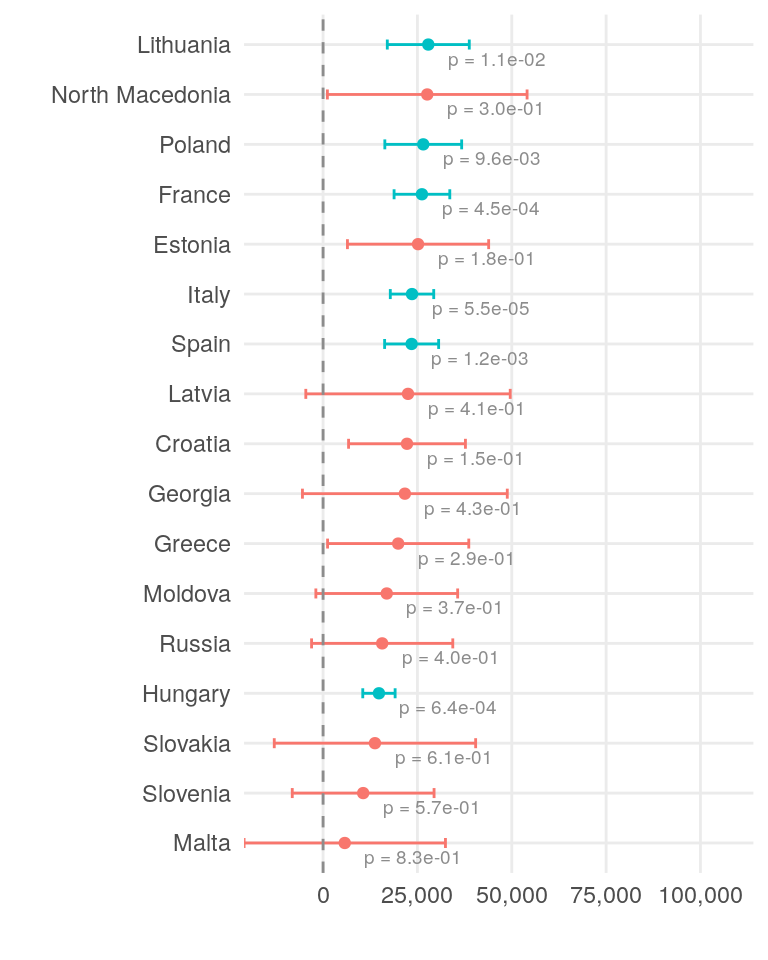 Lithuania
p = 1.1e-02
North Macedonia
p = 3.0e-01
Poland
p = 9.6e-03
France
p = 4.5e-04
Estonia
p = 1.8e-01
Italy
p = 5.5e-05
Spain
p = 1.2e-03
Latvia
p = 4.1e-01
Croatia
p = 1.5e-01
Georgia
p = 4.3e-01
Greece
p = 2.9e-01
Moldova
p = 3.7e-01
Russia
p = 4.0e-01
Hungary
p = 6.4e-04
Slovakia
p = 6.1e-01
Slovenia
p = 5.7e-01
Malta
p = 8.3e-01
0 25,000 50,000 75,000 100,000